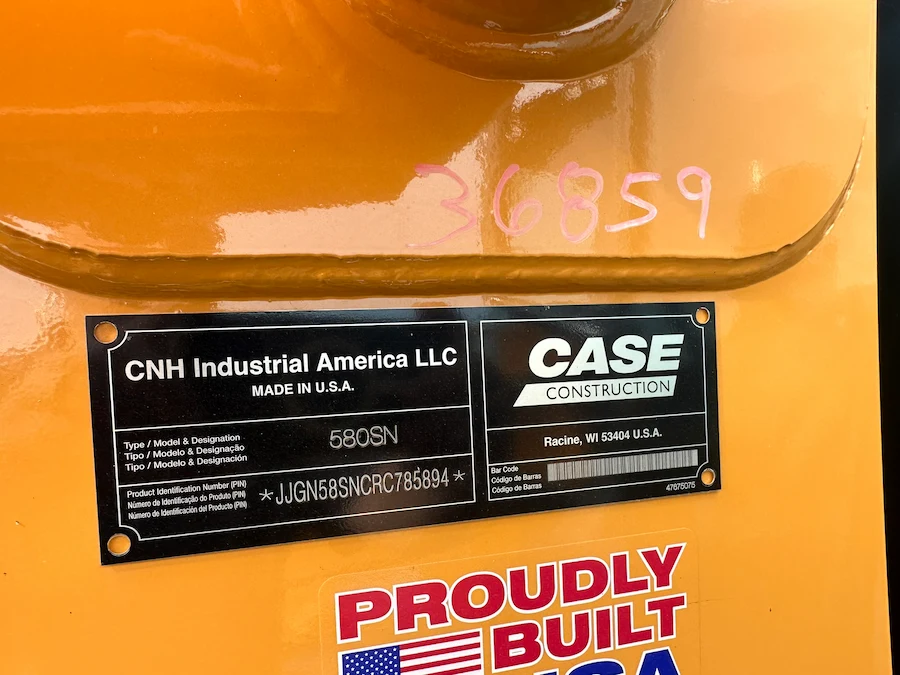 36859
CNH Industrial America LLC
MADE IN U.S.A.
Type / Model & Designation
Tipo / Modelo & Designação
Tipo / Modelo & Designación
580SN
Product Identification Number (PIN)
Número de Identificação do Produto (PIN)
Número de Identificación del Producto (PIN)
*JJGN58SNCRC785894*
CASE
CONSTRUCTION
Racine, WI 53404 U.S.A.
Bar Code
Código de Barras
Código de Barras
47675075
PROUDLY
BUILT
USA